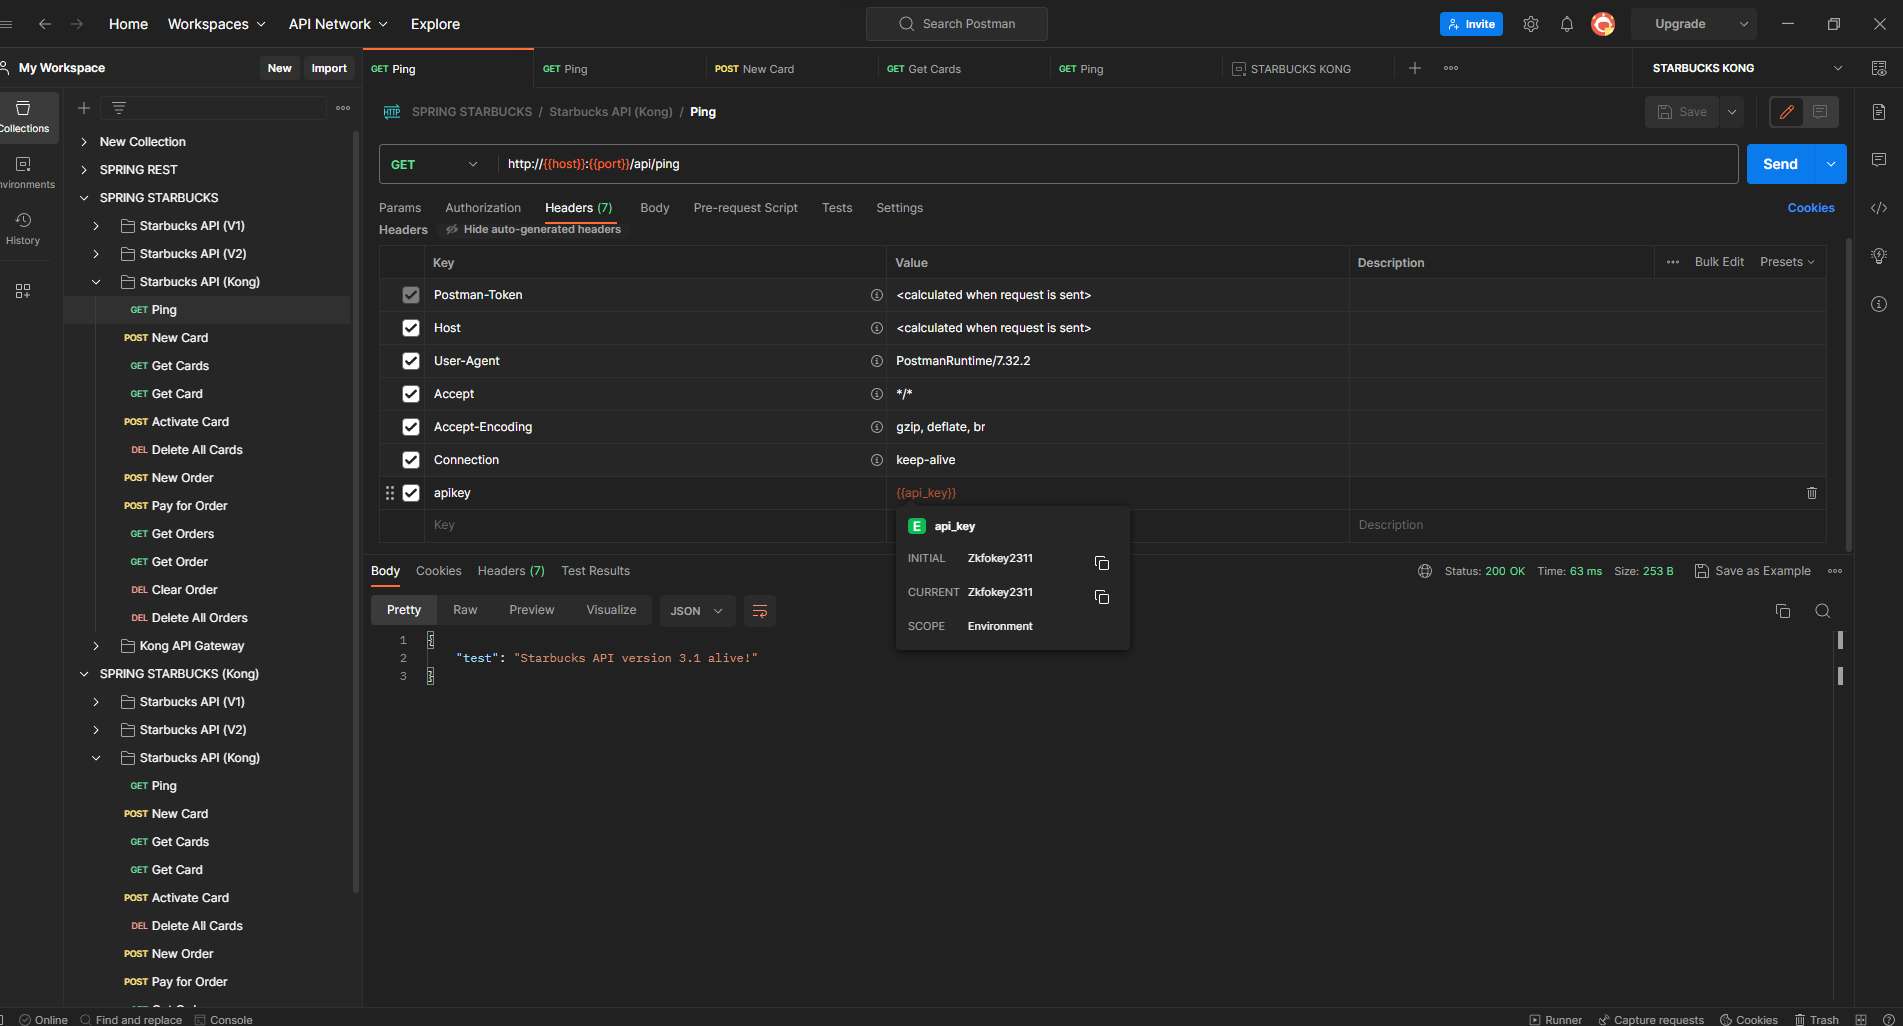 Home Workspaces API Network Explore Search Postman Invite Upgrade
My Workspace New Import
GET Ping GET Ping POST New Card GET Get Cards GET Ping STARBUCKS KONG STARBUCKS KONG
Collections
Environments
History
New Collection
SPRING REST
SPRING STARBUCKS
Starbucks API (V1)
Starbucks API (V2)
Starbucks API (Kong)
GET Ping
POST New Card
GET Get Cards
GET Get Card
POST Activate Card
DEL Delete All Cards
POST New Order
POST Pay for Order
GET Get Orders
GET Get Order
DEL Clear Order
DEL Delete All Orders
Kong API Gateway
SPRING STARBUCKS (Kong)
Starbucks API (V1)
Starbucks API (V2)
Starbucks API (Kong)
GET Ping
POST New Card
GET Get Cards
GET Get Card
POST Activate Card
DEL Delete All Cards
POST New Order
POST Pay for Order
HTTP SPRING STARBUCKS / Starbucks API (Kong) / Ping Save
GET http://{{host}}:{{port}}/api/ping Send
Params Authorization Headers (7) Body Pre-request Script Tests Settings Cookies
Headers Hide auto-generated headers
Key Value Description Bulk Edit Presets
Postman-Token <calculated when request is sent>
Host <calculated when request is sent>
User-Agent PostmanRuntime/7.32.2
Accept */*
Accept-Encoding gzip, deflate, br
Connection keep-alive
apikey {{api_key}}
Key Description
E api_key
INITIAL Zkfokey2311
CURRENT Zkfokey2311
SCOPE Environment
Body Cookies Headers (7) Test Results Status: 200 OK Time: 63 ms Size: 253 B Save as Example
Pretty Raw Preview Visualize JSON
1 {
2 "test": "Starbucks API version 3.1 alive!"
3 }
Online Find and replace Console Runner Capture requests Cookies Trash